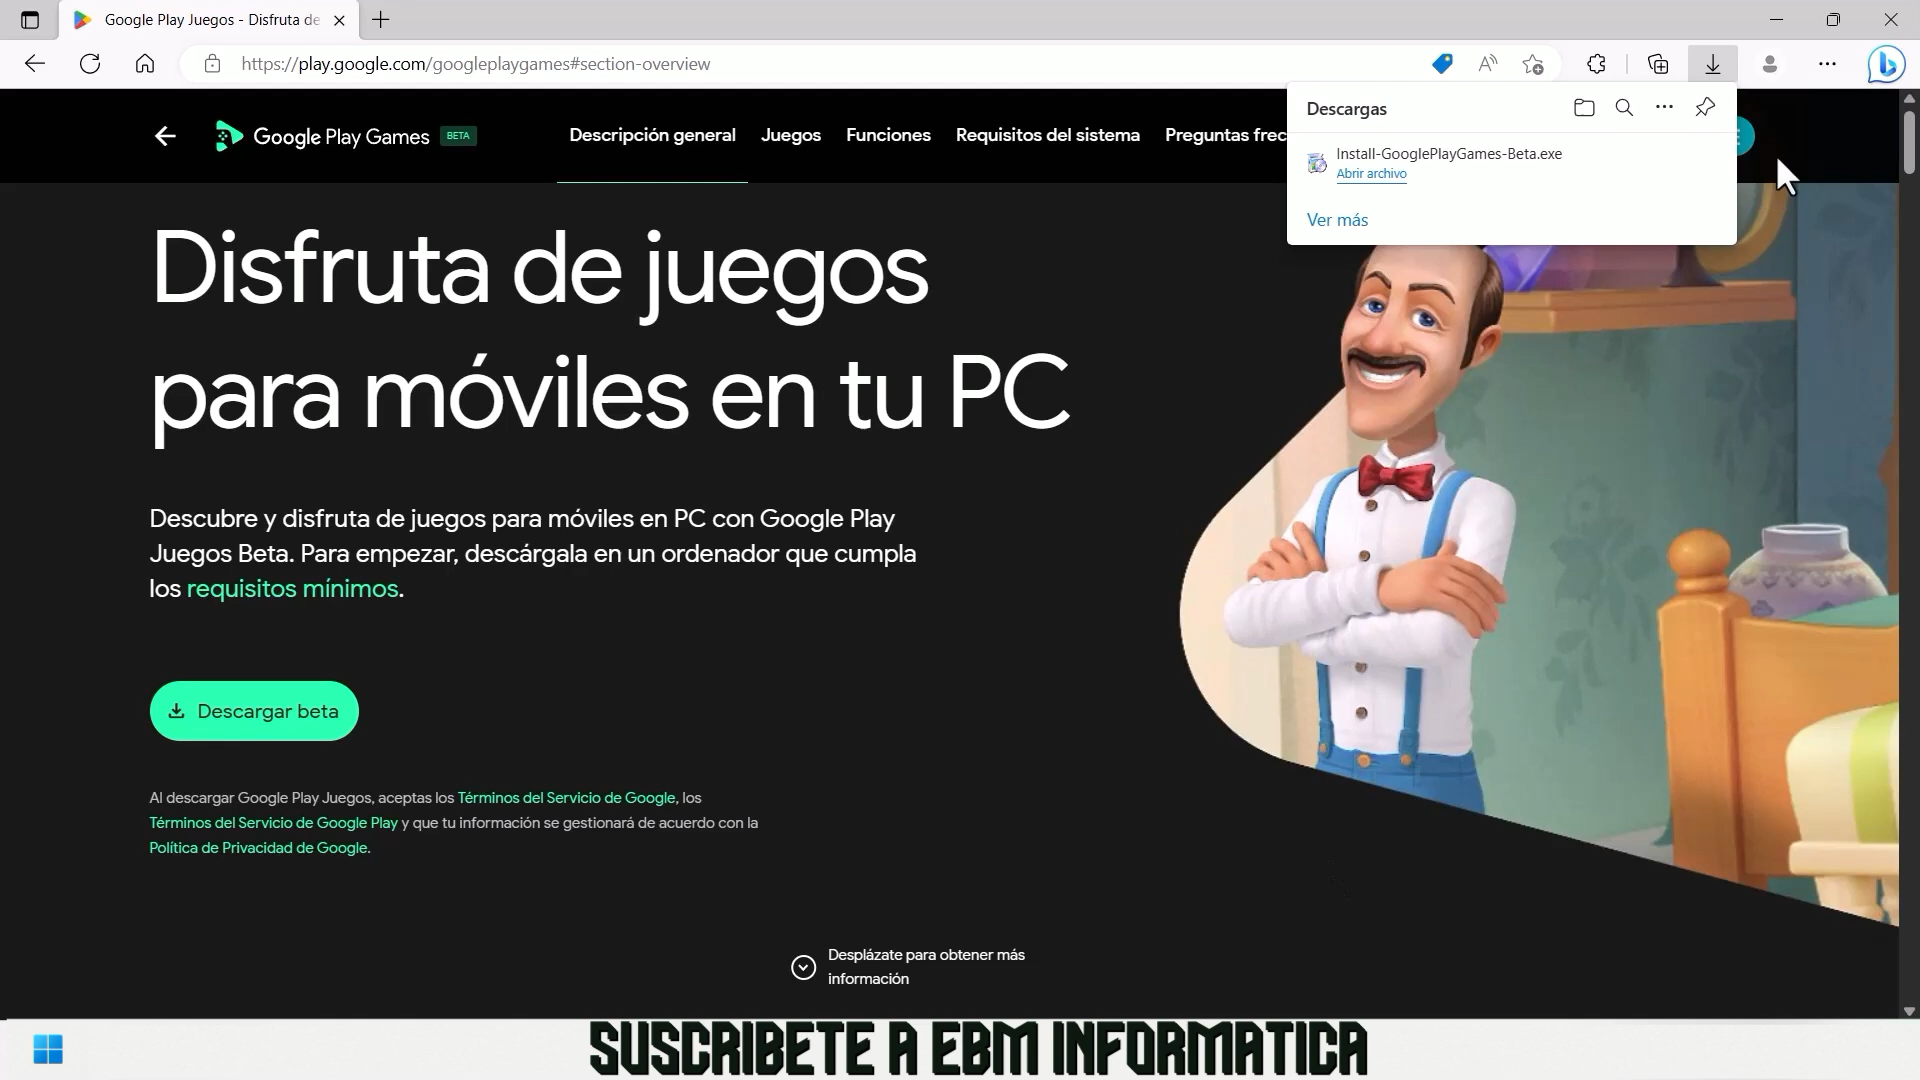 Google Play Juegos - Disfruta de
https://play.google.com/googleplaygames#section-overview
Google Play Games BETA
Descripción general
Juegos
Funciones
Requisitos del sistema
Preguntas frec
Descargas
Install-GooglePlayGames-Beta.exe
Abrir archivo
Ver más
Disfruta de juegos
para móviles en tu PC
Descubre y disfruta de juegos para móviles en PC con Google Play
Juegos Beta. Para empezar, descárgala en un ordenador que cumpla
los requisitos mínimos.
Descargar beta
Al descargar Google Play Juegos, aceptas los Términos del Servicio de Google, los
Términos del Servicio de Google Play y que tu información se gestionará de acuerdo con la
Política de Privacidad de Google.
Desplázate para obtener más
información
SUSCRIBETE A EBM INFORMATICA